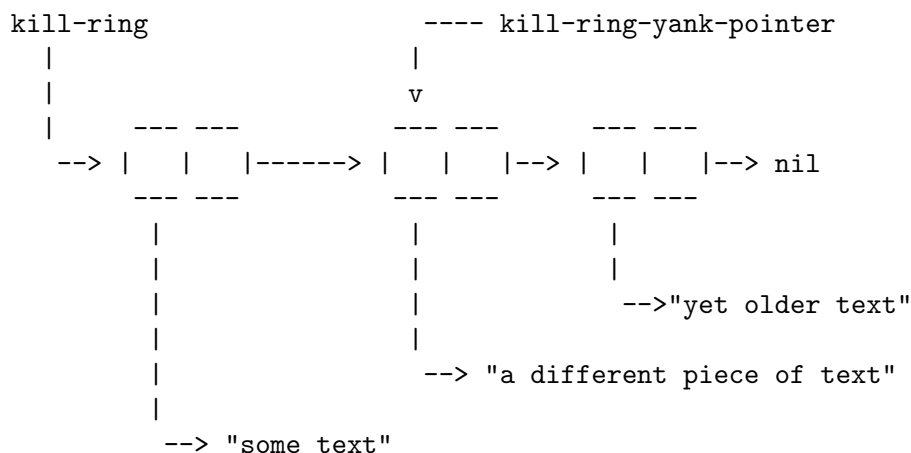 kill-ring               ---- kill-ring-yank-pointer
  |                       |
  |                       v
  |     --- ---          --- ---      --- ---
   --> |   |   |------> |   |   |--> |   |   |--> nil
        --- ---          --- ---      --- ---
         |                |            |
         |                |            |
         |                |             -->"yet older text"
         |                |
         |                 --> "a different piece of text"
         |
          --> "some text"